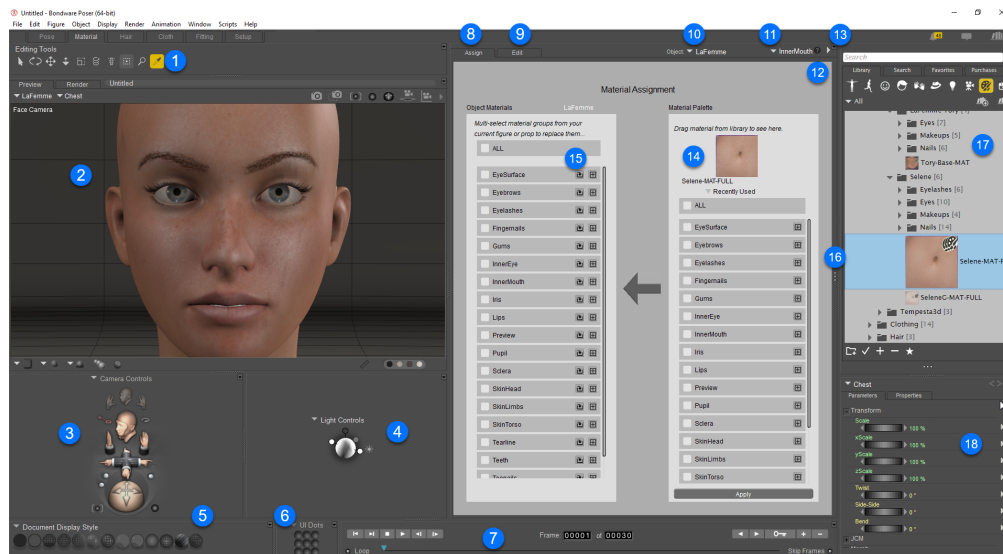 Untitled - Bondware Poser (64-bit)
File Edit Figure Object Display Render Animation Window Scripts Help
Pose Material Hair Cloth Fitting Setup
Editing Tools
1
Preview Render Untitled
LaFemme Chest
Face Camera
2
Camera Controls
3
Light Controls
4
Document Display Style
5
6
UI Dots
7
Loop
Frame: 00001 of 00030
Skip Frames
8
9
10
11
13
Assign Edit
Object LaFemme
InnerMouth
12
Material Assignment
Object Materials LaFemme
Multi-select material groups from your
current figure or prop to replace them...
ALL
15
EyeSurface
Eyebrows
Eyelashes
Fingernails
Gums
InnerEye
InnerMouth
Iris
Lips
Preview
Pupil
Sclera
SkinHead
SkinLimbs
SkinTorso
Tearline
Teeth
Material Palette
Drag material from library to see here.
14
Selene-MAT-FULL
Recently Used
ALL
EyeSurface
Eyebrows
Eyelashes
Fingernails
Gums
InnerEye
InnerMouth
Iris
Lips
Preview
Pupil
Sclera
SkinHead
SkinLimbs
SkinTorso
Apply
16
Search
Library Search Favorites Purchases
All
Eyes [7]
Makeups [5]
17
Nails [6]
Tory-Base-MAT
Selene [6]
Eyelashes [6]
Eyes [10]
Makeups [4]
Nails [14]
Selene-MAT-F
SeleneG-MAT-FULL
Tempesta3d [3]
Clothing [14]
Hair [3]
Chest
Parameters Properties
Transform
Scale
100 %
xScale
100 %
18
yScale
100 %
zScale
100 %
Twist
0 °
Side-Side
0 °
Bend
0 °
JCM